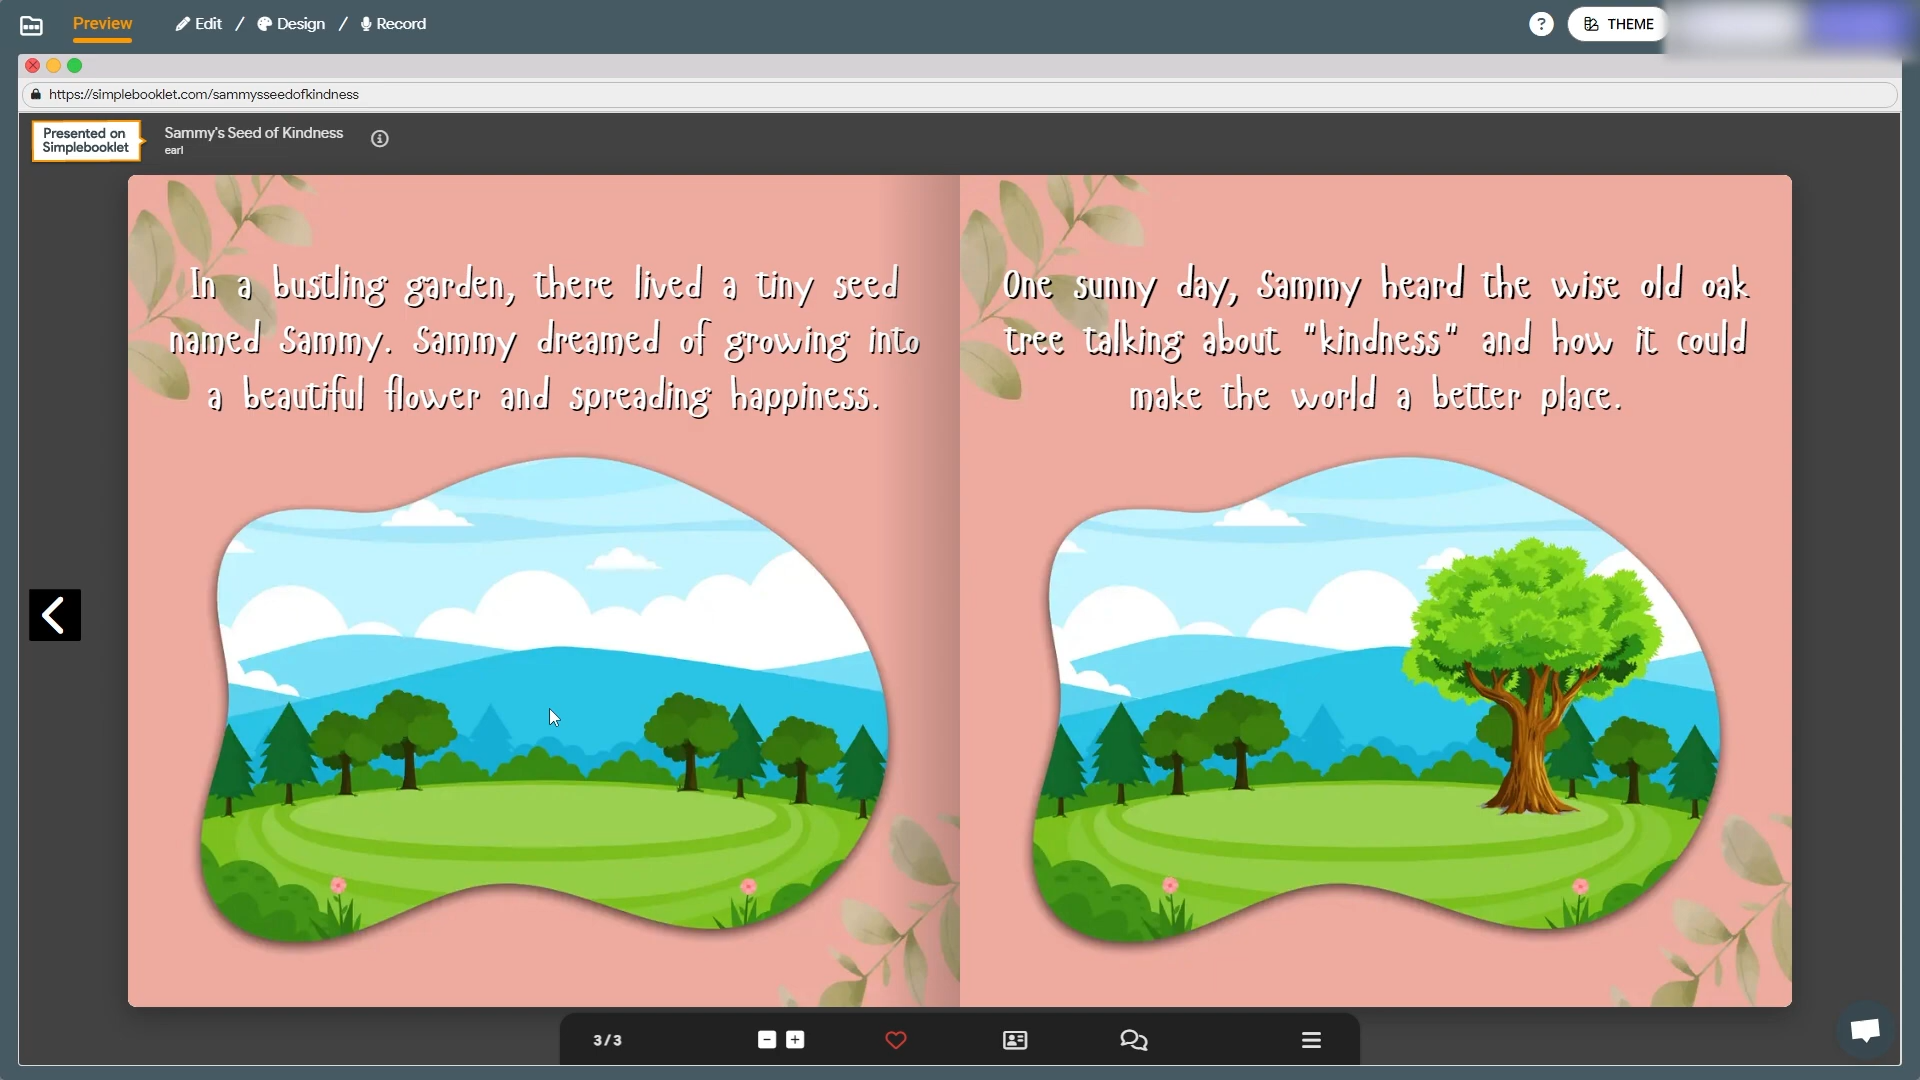 Preview
Edit / Design / Record
? THEME
https://simplebooklet.com/sammysseedofkindness
Presented on
Simplebooklet
Sammy's Seed of Kindness
earl
In a bustling garden, there lived a tiny seed
named Sammy. Sammy dreamed of growing into
a beautiful flower and spreading happiness.
One sunny day, Sammy heard the wise old oak
tree talking about "kindness" and how it could
make the world a better place.
3/3